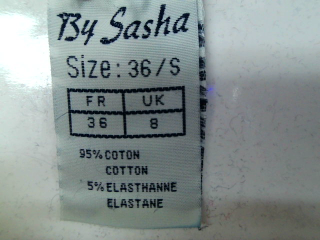 By Sasha
Size: 36/S
FR UK
36 8
95% COTON
COTTON
5% ELASTHANNE
ELASTANE